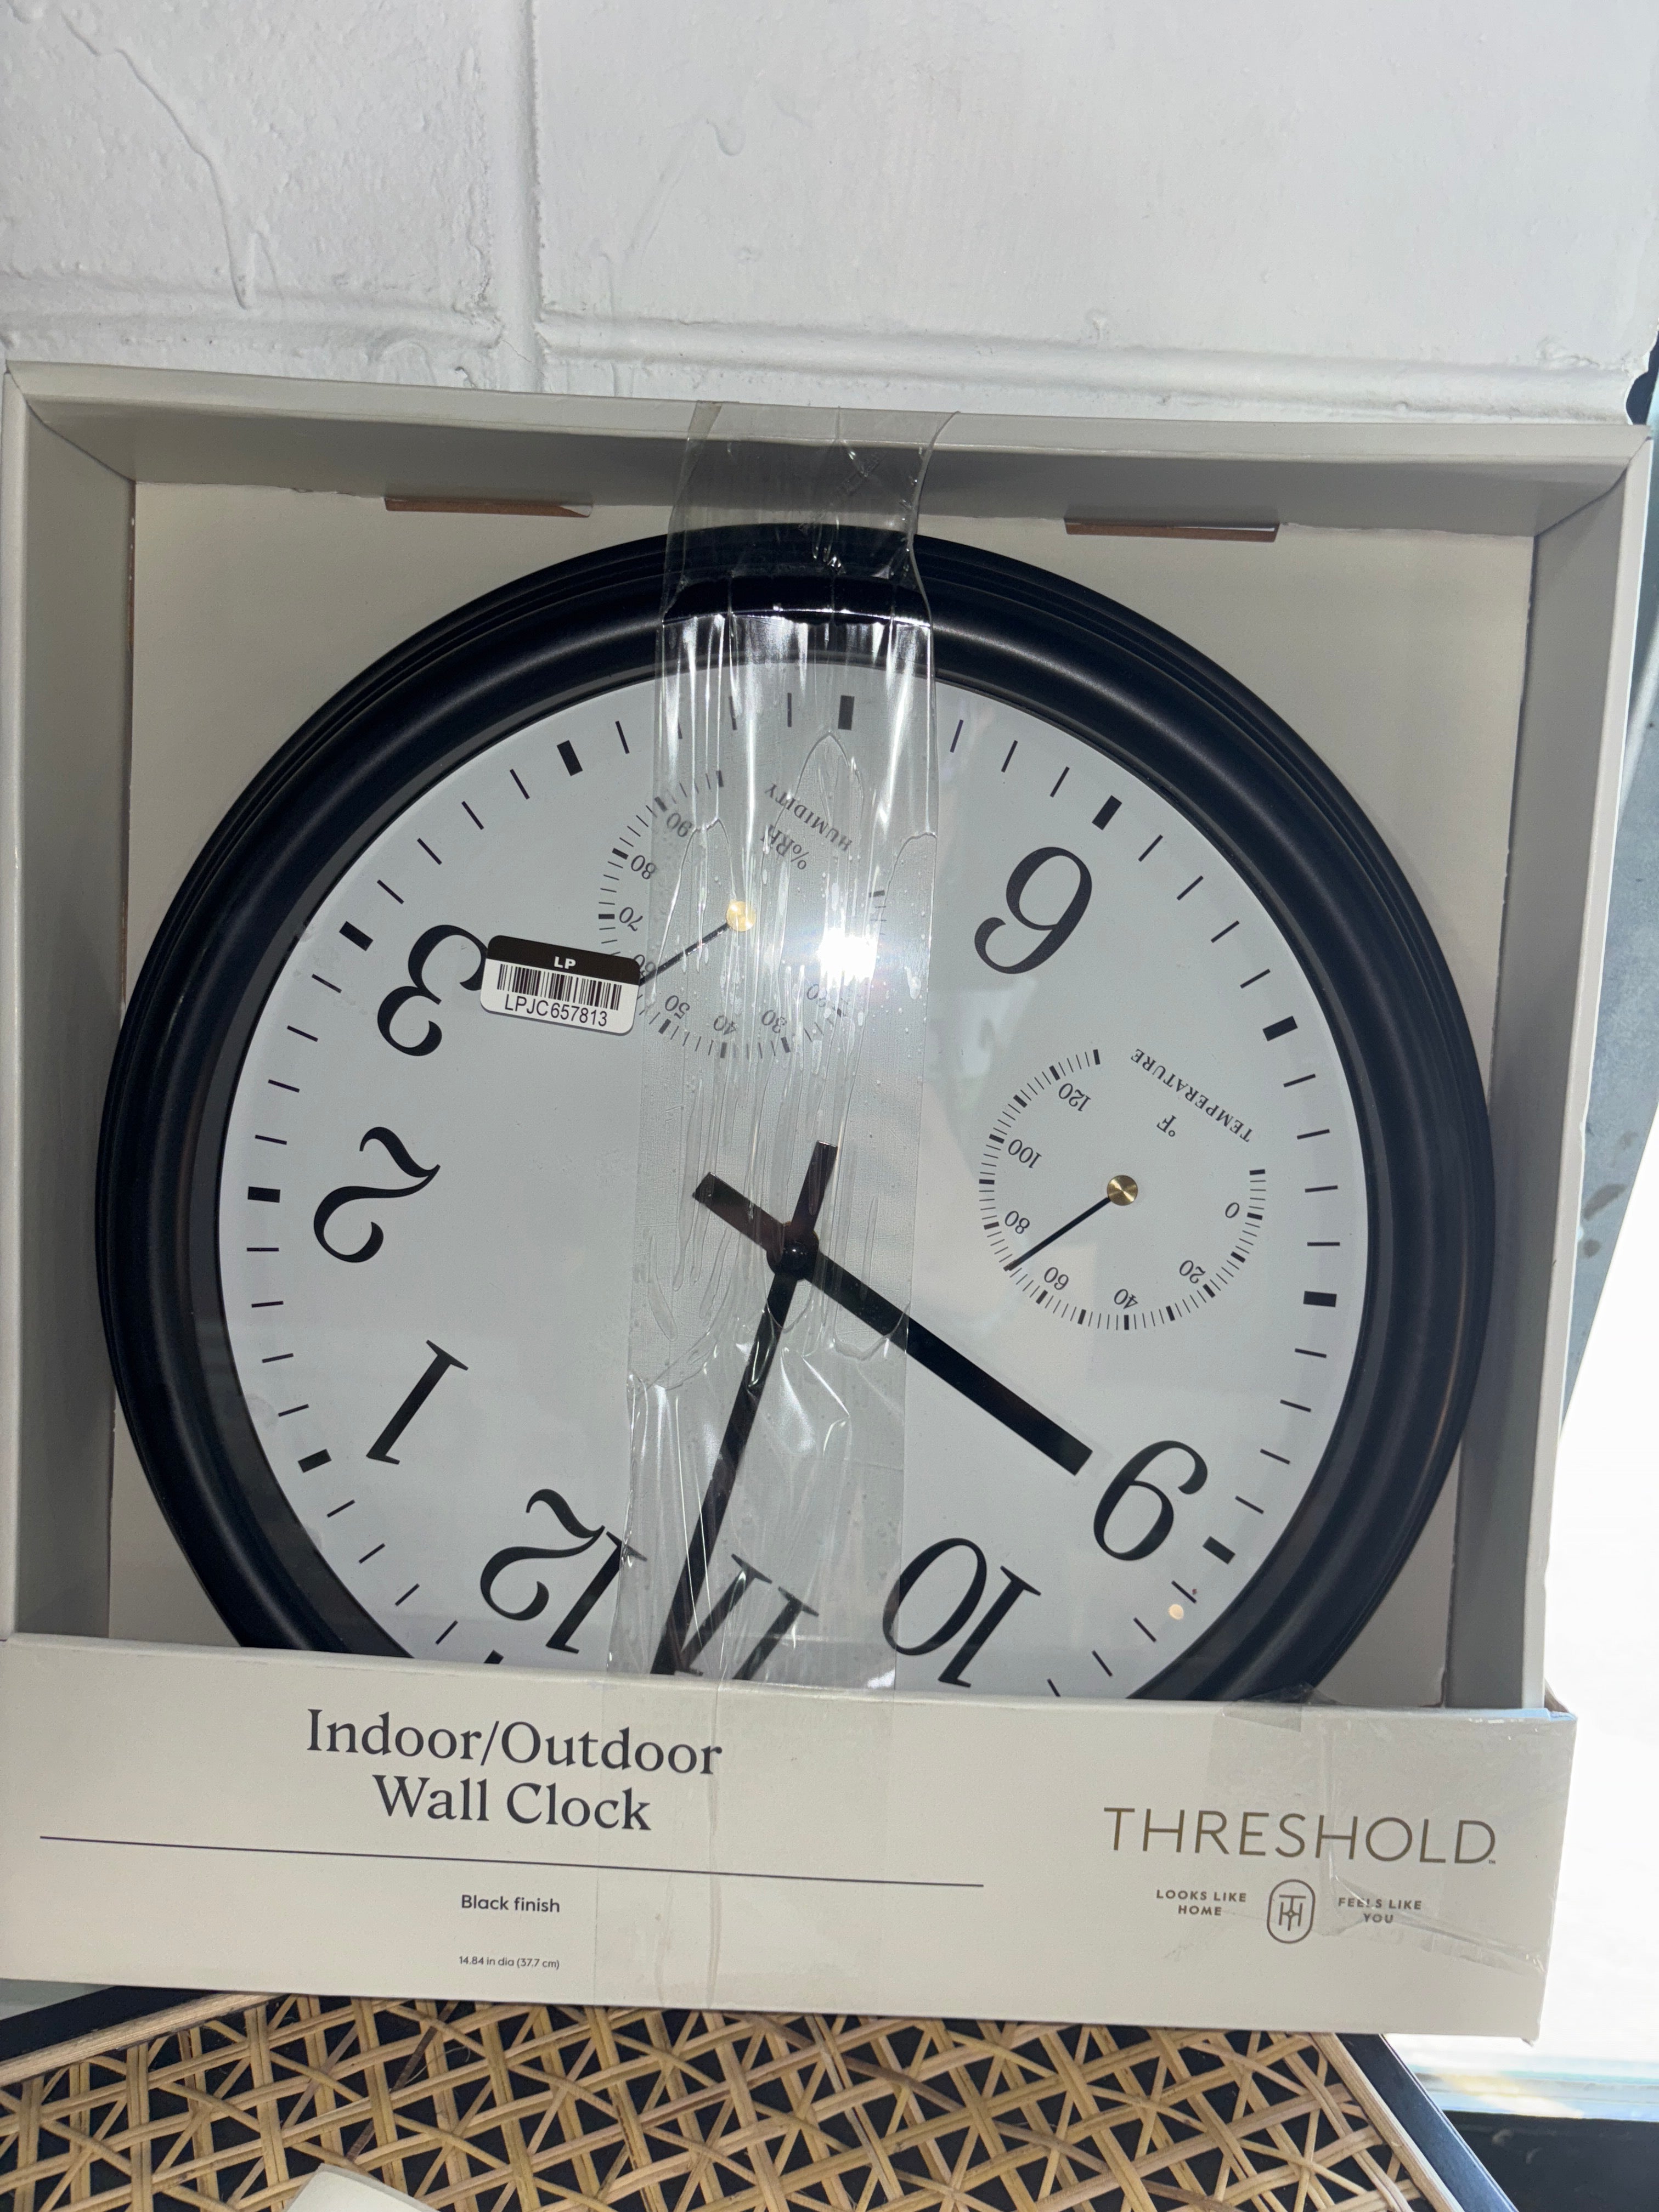 HUMIDITY
%RH
90
80
70
60
50
40
30
20
6
3
LP
LPJC657813
TEMPERATURE
°F
120
100
80
60
40
20
0
2
1
9
12
11
10
Indoor/Outdoor
Wall Clock
Black finish
14.84 in dia (37.7 cm)
THRESHOLD™
LOOKS LIKE
HOME
FEELS LIKE
YOU